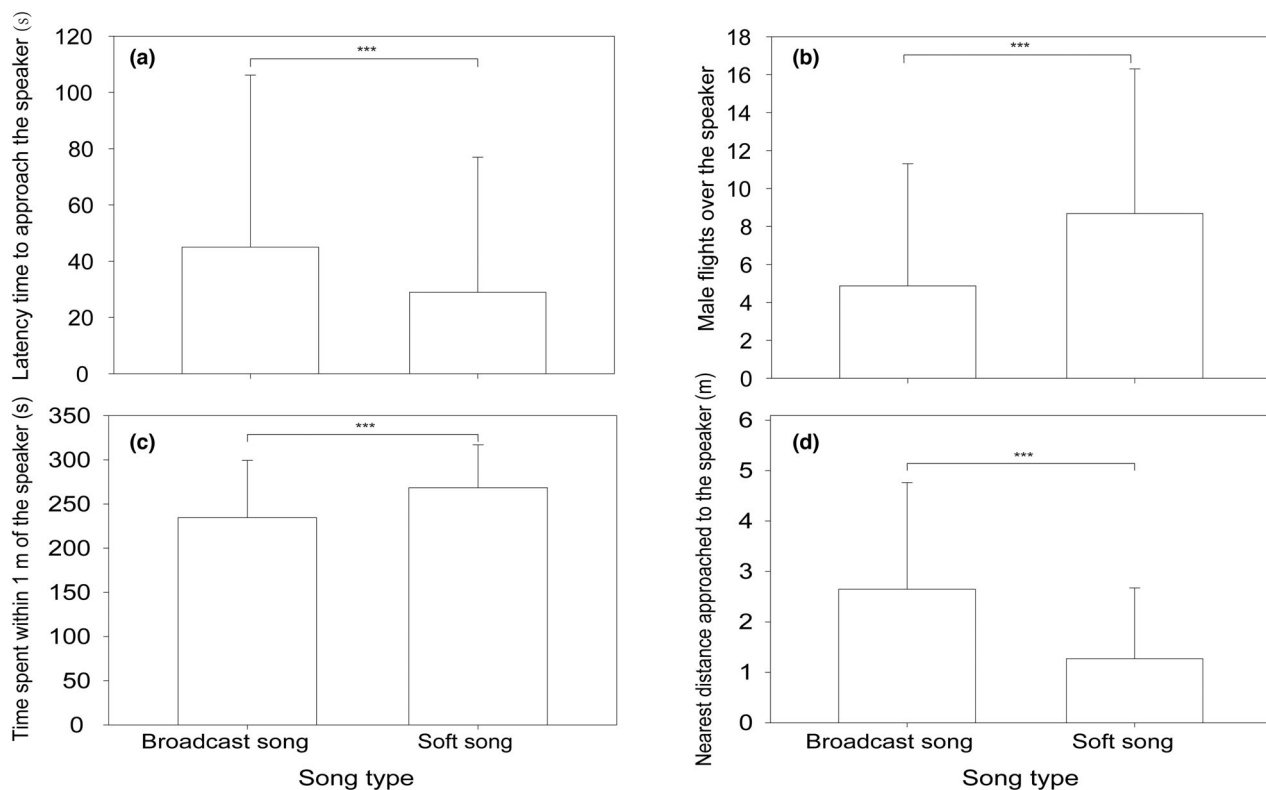 Latency time to approach the speaker (s)
120
100
80
60
40
20
0
(a)
***
Male flights over the speaker
18
16
14
12
10
8
6
4
2
0
(b)
***
Time spent within 1 m of the speaker (s)
350
300
250
200
150
100
50
0
(c)
***
Broadcast song
Soft song
Song type
Nearest distance approached to the speaker (m)
6
5
4
3
2
1
0
(d)
***
Broadcast song
Soft song
Song type